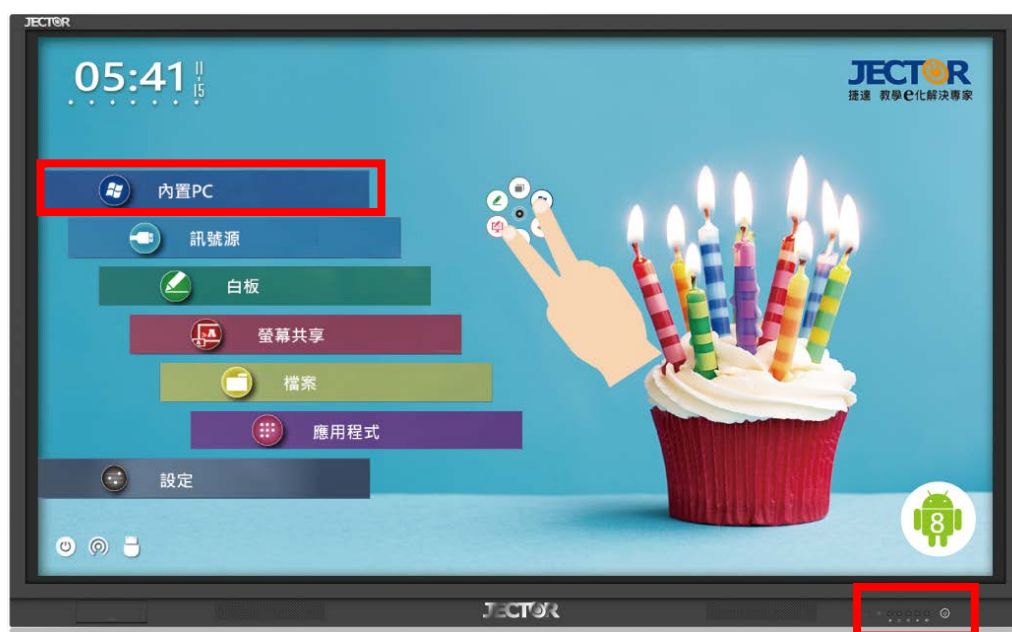 JECTOR
05:41
11
15
JECTOR
捷達 教學e化解決專家
內置PC
訊號源
白板
螢幕共享
檔案
應用程式
設定
8
JECTOR